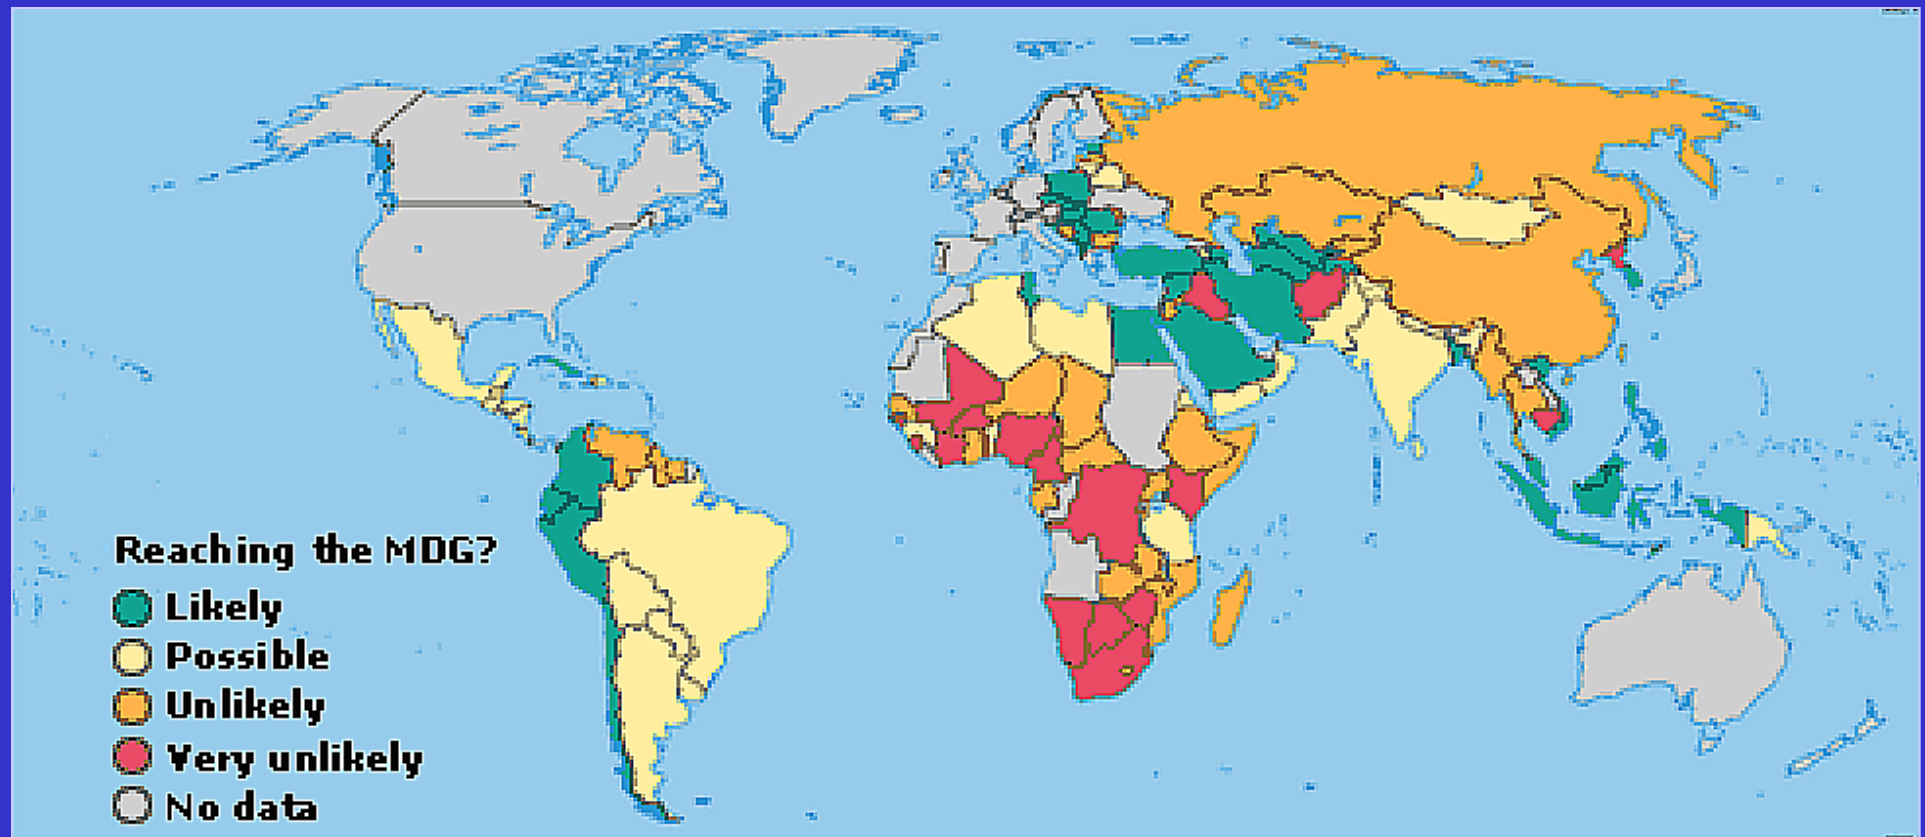 Reaching the MDG?
Likely
Possible
Unlikely
Very unlikely
No data